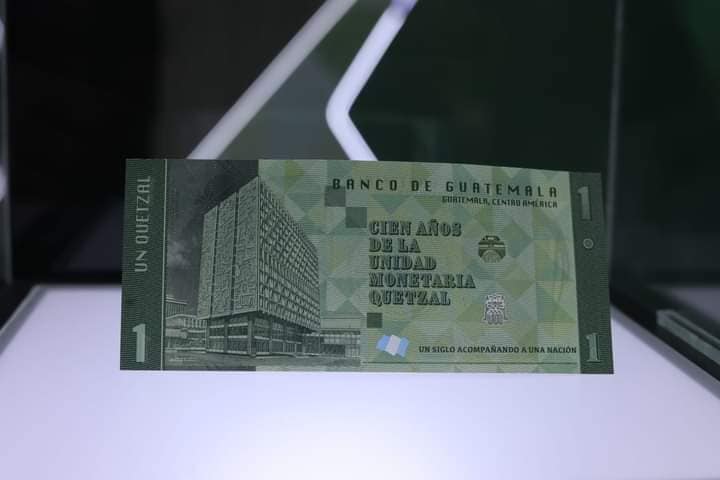 BANCO DE GUATEMALA
GUATEMALA, CENTRO AMÉRICA
UN QUETZAL
1
CIEN AÑOS
DE LA
UNIDAD
MONETARIA
QUETZAL
1
1
UN SIGLO ACOMPAÑANDO A UNA NACIÓN
1